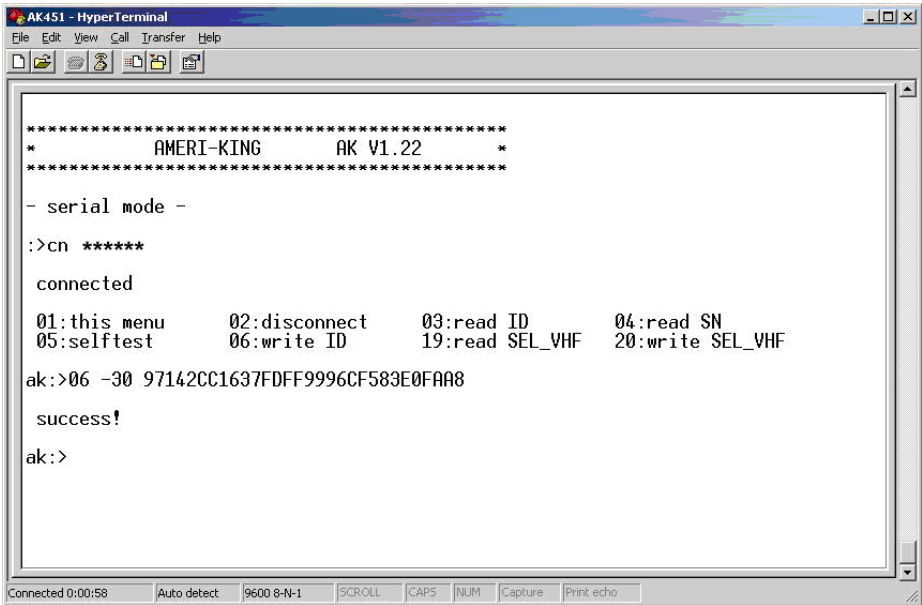 AK451 - HyperTerminal
File Edit View Call Transfer Help
*********************************************
* AMERI-KING AK V1.22 *
*********************************************
- serial mode -
:>cn ******
connected
01:this menu 02:disconnect 03:read ID 04:read SN
05:selftest 06:write ID 19:read SEL_VHF 20:write SEL_VHF
ak:>06 -30 97142CC1637FDFF9996CF583E0FAA8
success!
ak:>
Connected 0:00:58 Auto detect 9600 8-N-1 SCROLL CAPS NUM Capture Print echo